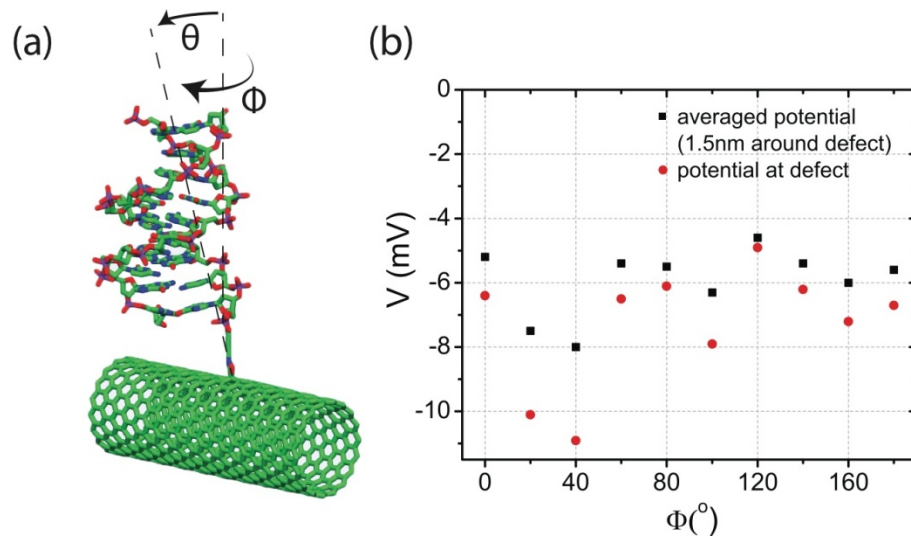 (a)
θ
Φ
(b)
0
-2
-4
-6
-8
-10
V (mV)
averaged potential
(1.5nm around defect)
potential at defect
0
40
80
120
160
Φ(°)